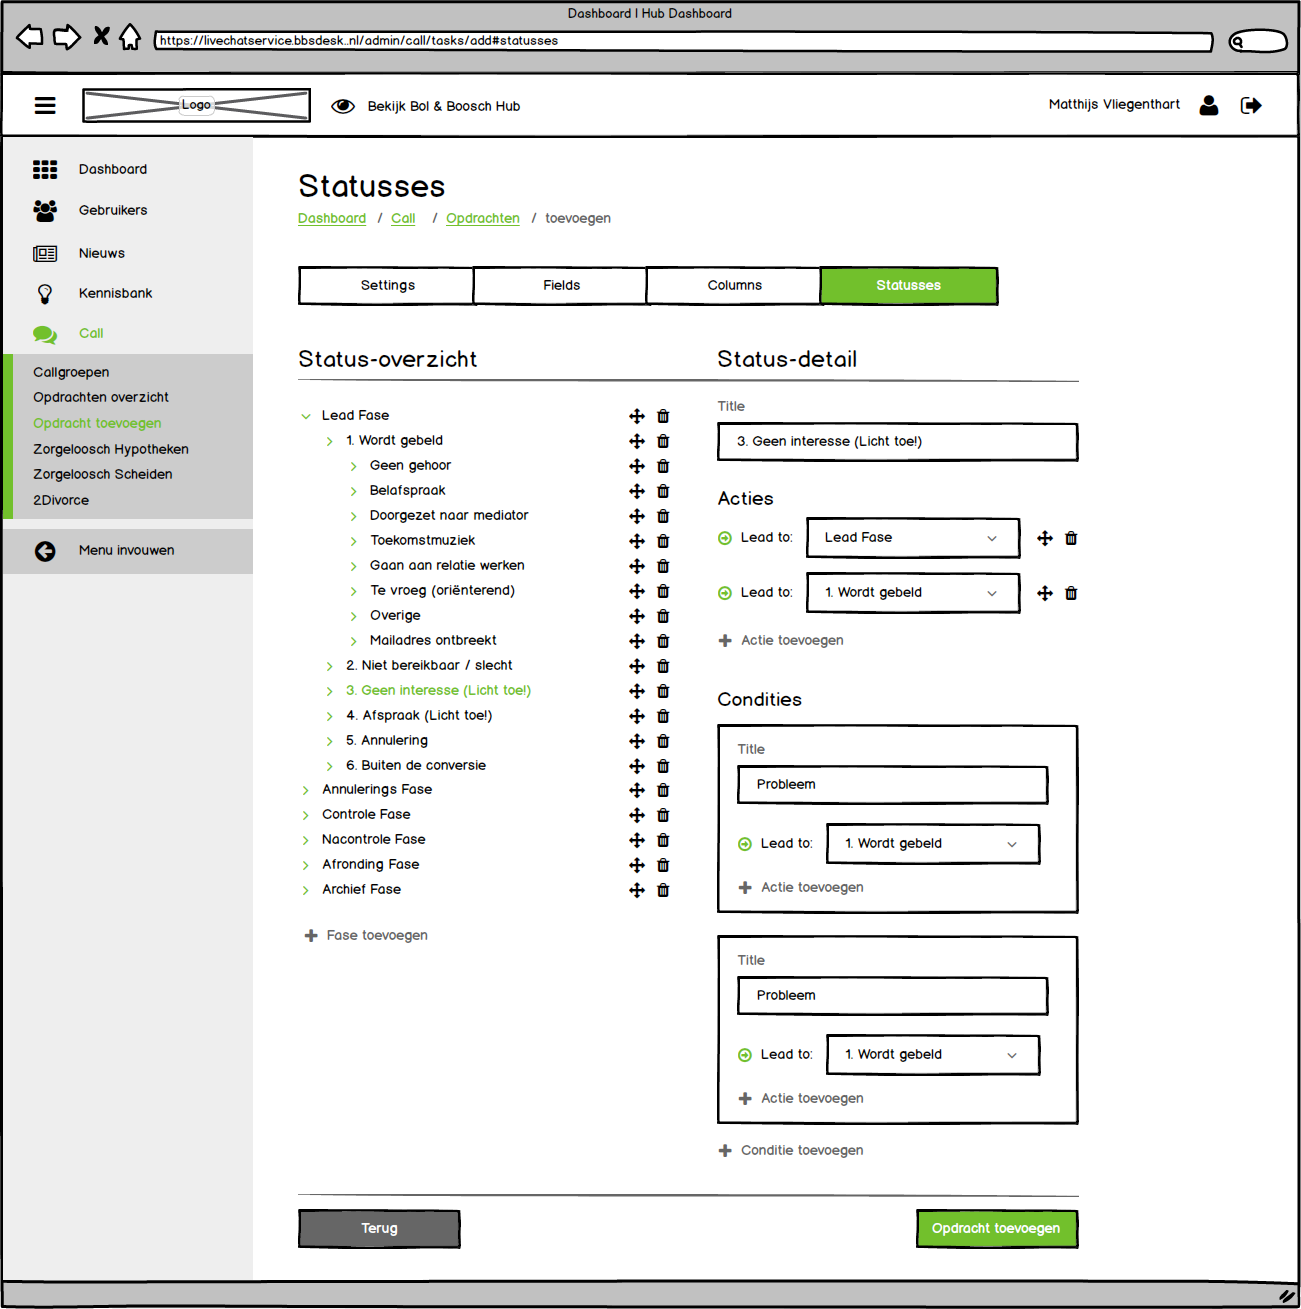 Dashboard | Hub Dashboard
https://livechatservice.bbsdesk..nl/admin/call/tasks/add#statusses
Logo
Bekijk Bol & Boosch Hub
Matthijs Vliegenthart
Dashboard
Gebruikers
Nieuws
Kennisbank
Call
Callgroepen
Opdrachten overzicht
Opdracht toevoegen
Zorgeloosch Hypotheken
Zorgeloosch Scheiden
2Divorce
Menu invouwen
Statusses
Dashboard / Call / Opdrachten / toevoegen
Settings
Fields
Columns
Statusses
Status-overzicht
Lead Fase
1. Wordt gebeld
Geen gehoor
Belafspraak
Doorgezet naar mediator
Toekomstmuziek
Gaan aan relatie werken
Te vroeg (oriënterend)
Overige
Mailadres ontbreekt
2. Niet bereikbaar / slecht
3. Geen interesse (Licht toe!)
4. Afspraak (Licht toe!)
5. Annulering
6. Buiten de conversie
Annulerings Fase
Controle Fase
Nacontrole Fase
Afronding Fase
Archief Fase
Fase toevoegen
Status-detail
Title
3. Geen interesse (Licht toe!)
Acties
Lead to: Lead Fase
Lead to: 1. Wordt gebeld
Actie toevoegen
Condities
Title
Probleem
Lead to: 1. Wordt gebeld
Actie toevoegen
Title
Probleem
Lead to: 1. Wordt gebeld
Actie toevoegen
Conditie toevoegen
Terug
Opdracht toevoegen